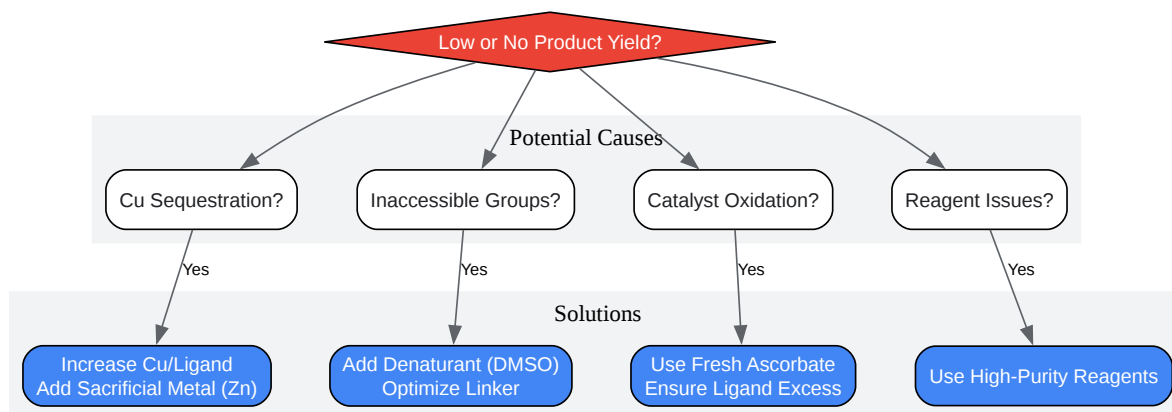 Low or No Product Yield?
Potential Causes
Cu Sequestration?
Inaccessible Groups?
Catalyst Oxidation?
Reagent Issues?
Yes
Yes
Yes
Yes
Solutions
Increase Cu/Ligand
Add Sacrificial Metal (Zn)
Add Denaturant (DMSO)
Optimize Linker
Use Fresh Ascorbate
Ensure Ligand Excess
Use High-Purity Reagents